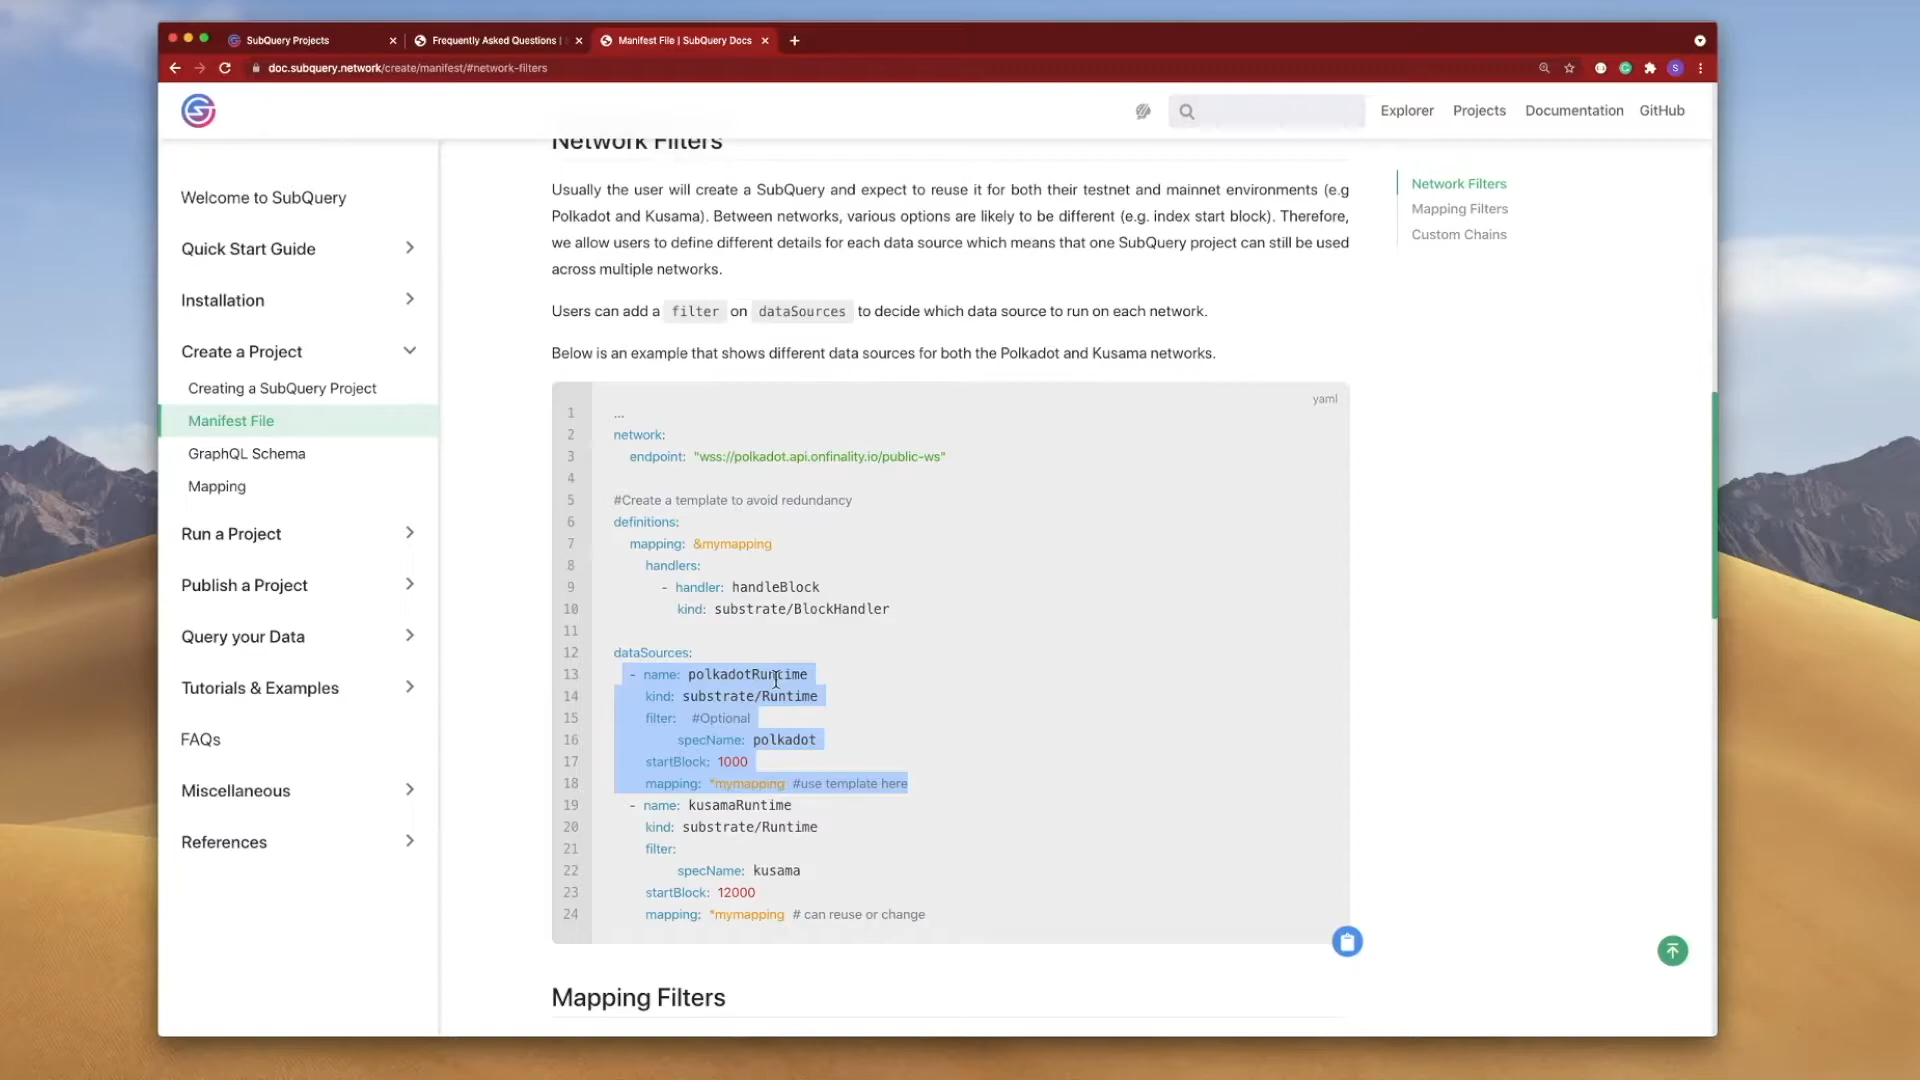 SubQuery Projects
Frequently Asked Questions |
Manifest File | SubQuery Docs
doc.subquery.network/create/manifest/#network-filters
S
Explorer
Projects
Documentation
GitHub
Welcome to SubQuery
Quick Start Guide
Installation
Create a Project
Creating a SubQuery Project
Manifest File
GraphQL Schema
Mapping
Run a Project
Publish a Project
Query your Data
Tutorials & Examples
FAQs
Miscellaneous
References
Network Filters
Usually the user will create a SubQuery and expect to reuse it for both their testnet and mainnet environments (e.g
Polkadot and Kusama). Between networks, various options are likely to be different (e.g. index start block). Therefore,
we allow users to define different details for each data source which means that one SubQuery project can still be used
across multiple networks.
Users can add a filter on dataSources to decide which data source to run on each network.
Below is an example that shows different data sources for both the Polkadot and Kusama networks.
yaml
1 ...
2 network:
3 endpoint: "wss://polkadot.api.onfinality.io/public-ws"
4
5 #Create a template to avoid redundancy
6 definitions:
7 mapping: &mymapping
8 handlers:
9 - handler: handleBlock
10 kind: substrate/BlockHandler
11
12 dataSources:
13 - name: polkadotRuntime
14 kind: substrate/Runtime
15 filter: #Optional
16 specName: polkadot
17 startBlock: 1000
18 mapping: *mymapping #use template here
19 - name: kusamaRuntime
20 kind: substrate/Runtime
21 filter:
22 specName: kusama
23 startBlock: 12000
24 mapping: *mymapping # can reuse or change
Mapping Filters
Network Filters
Mapping Filters
Custom Chains